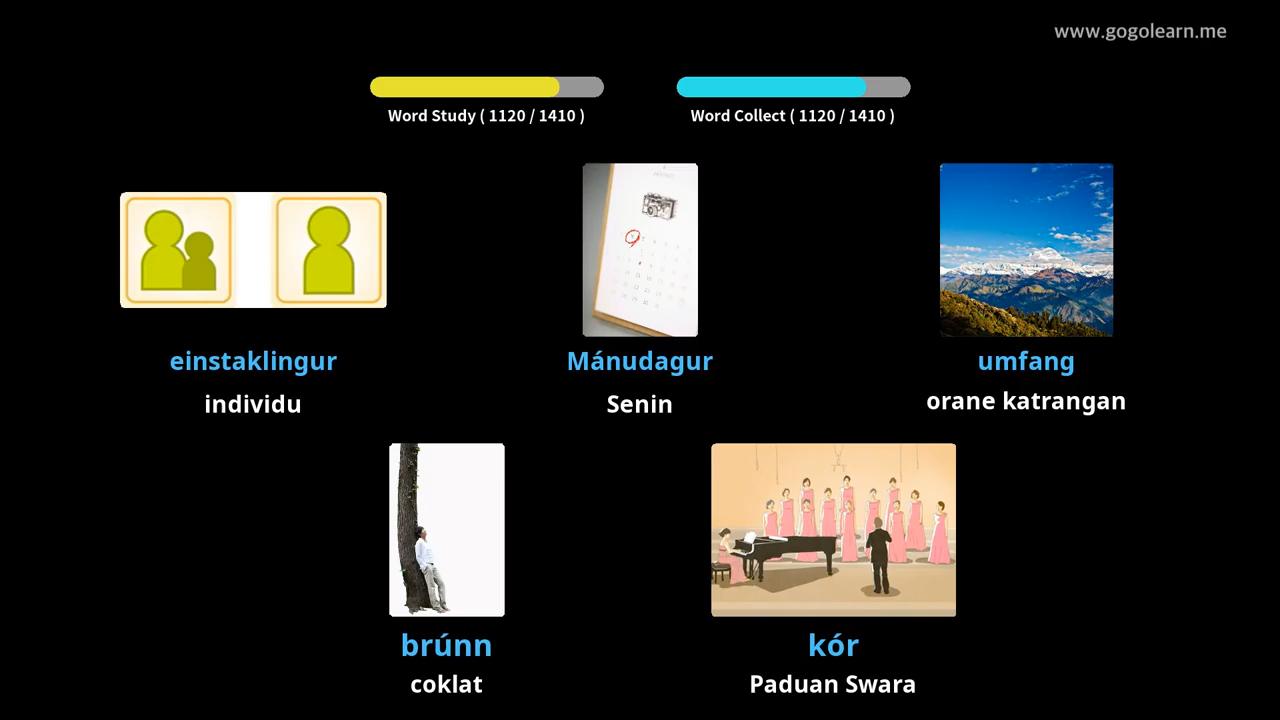 www.gogolearn.me
Word Study ( 1120 / 1410 )
Word Collect ( 1120 / 1410 )
einstaklingur
individu
Mánudagur
Senin
umfang
orane katrangan
brúnn
coklat
kór
Paduan Swara